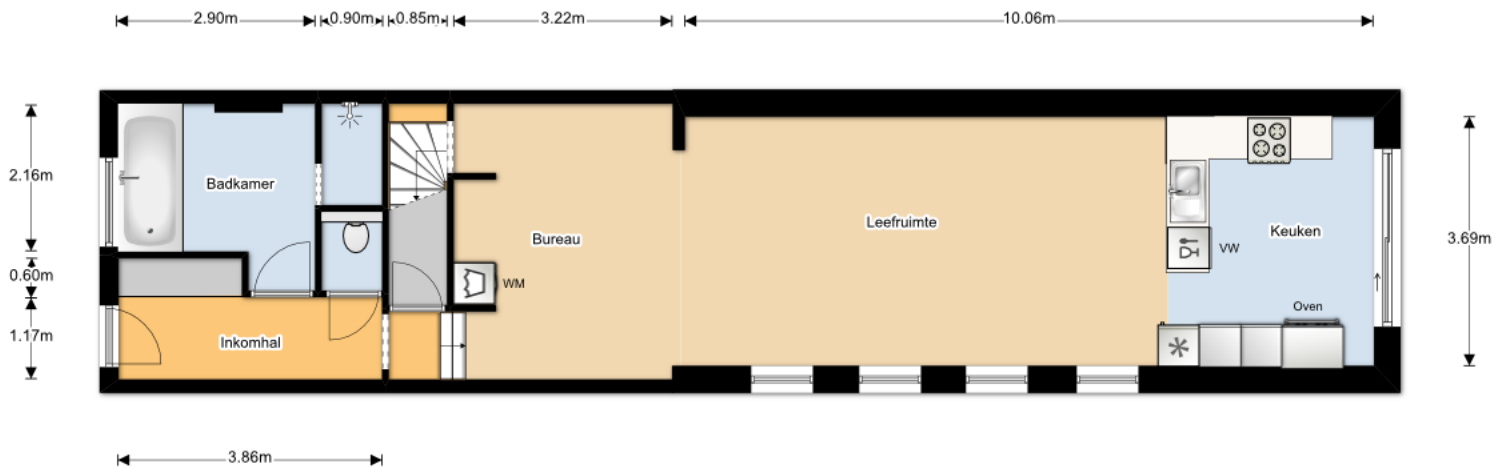 2.90m 0.90m 0.85m 3.22m 10.06m
2.16m
Badkamer
Leefruimte
Bureau
Keuken
3.69m
VW
0.60m
WM
Oven
1.17m
Inkomhal
3.86m